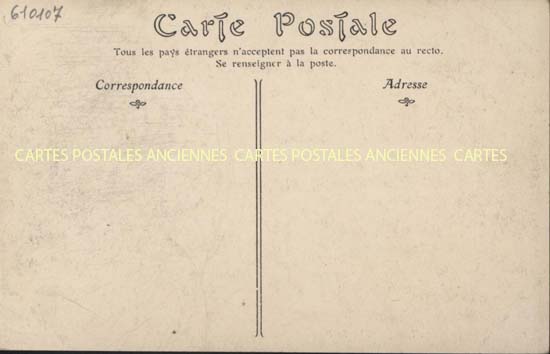 610107
Carte Postale
Tous les pays étrangers n'acceptent pas la correspondance au recto.
Se renseigner à la poste.
Correspondance
Adresse
CARTES POSTALES ANCIENNES CARTES POSTALES ANCIENNES CARTES